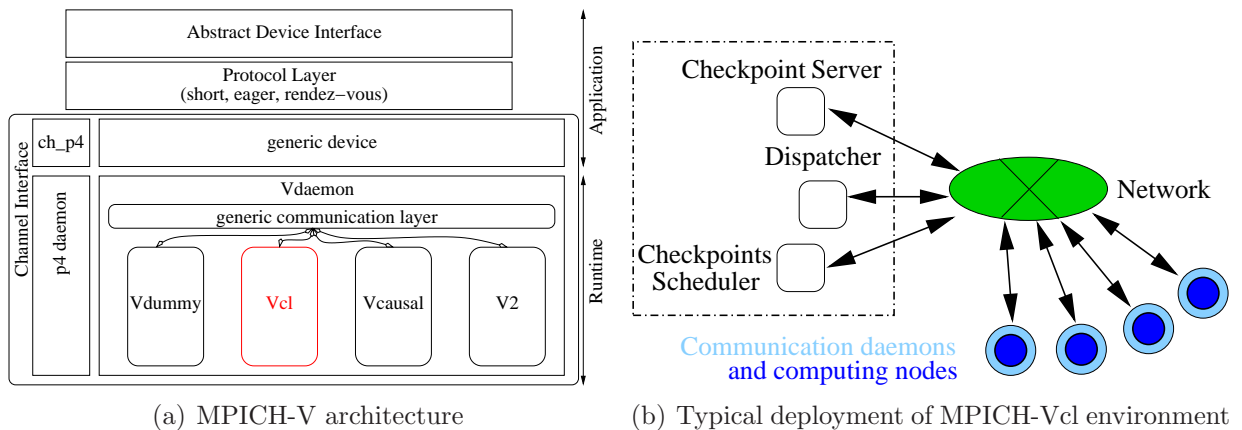 Abstract Device Interface
Protocol Layer
(short, eager, rendez−vous)
Application
Channel Interface
ch_p4
generic device
p4 daemon
Vdaemon
generic communication layer
Vdummy
Vcl
Vcausal
V2
Runtime
(a) MPICH-V architecture
Checkpoint Server
Dispatcher
Network
Checkpoints
Scheduler
Communication daemons
and computing nodes
(b) Typical deployment of MPICH-Vcl environment